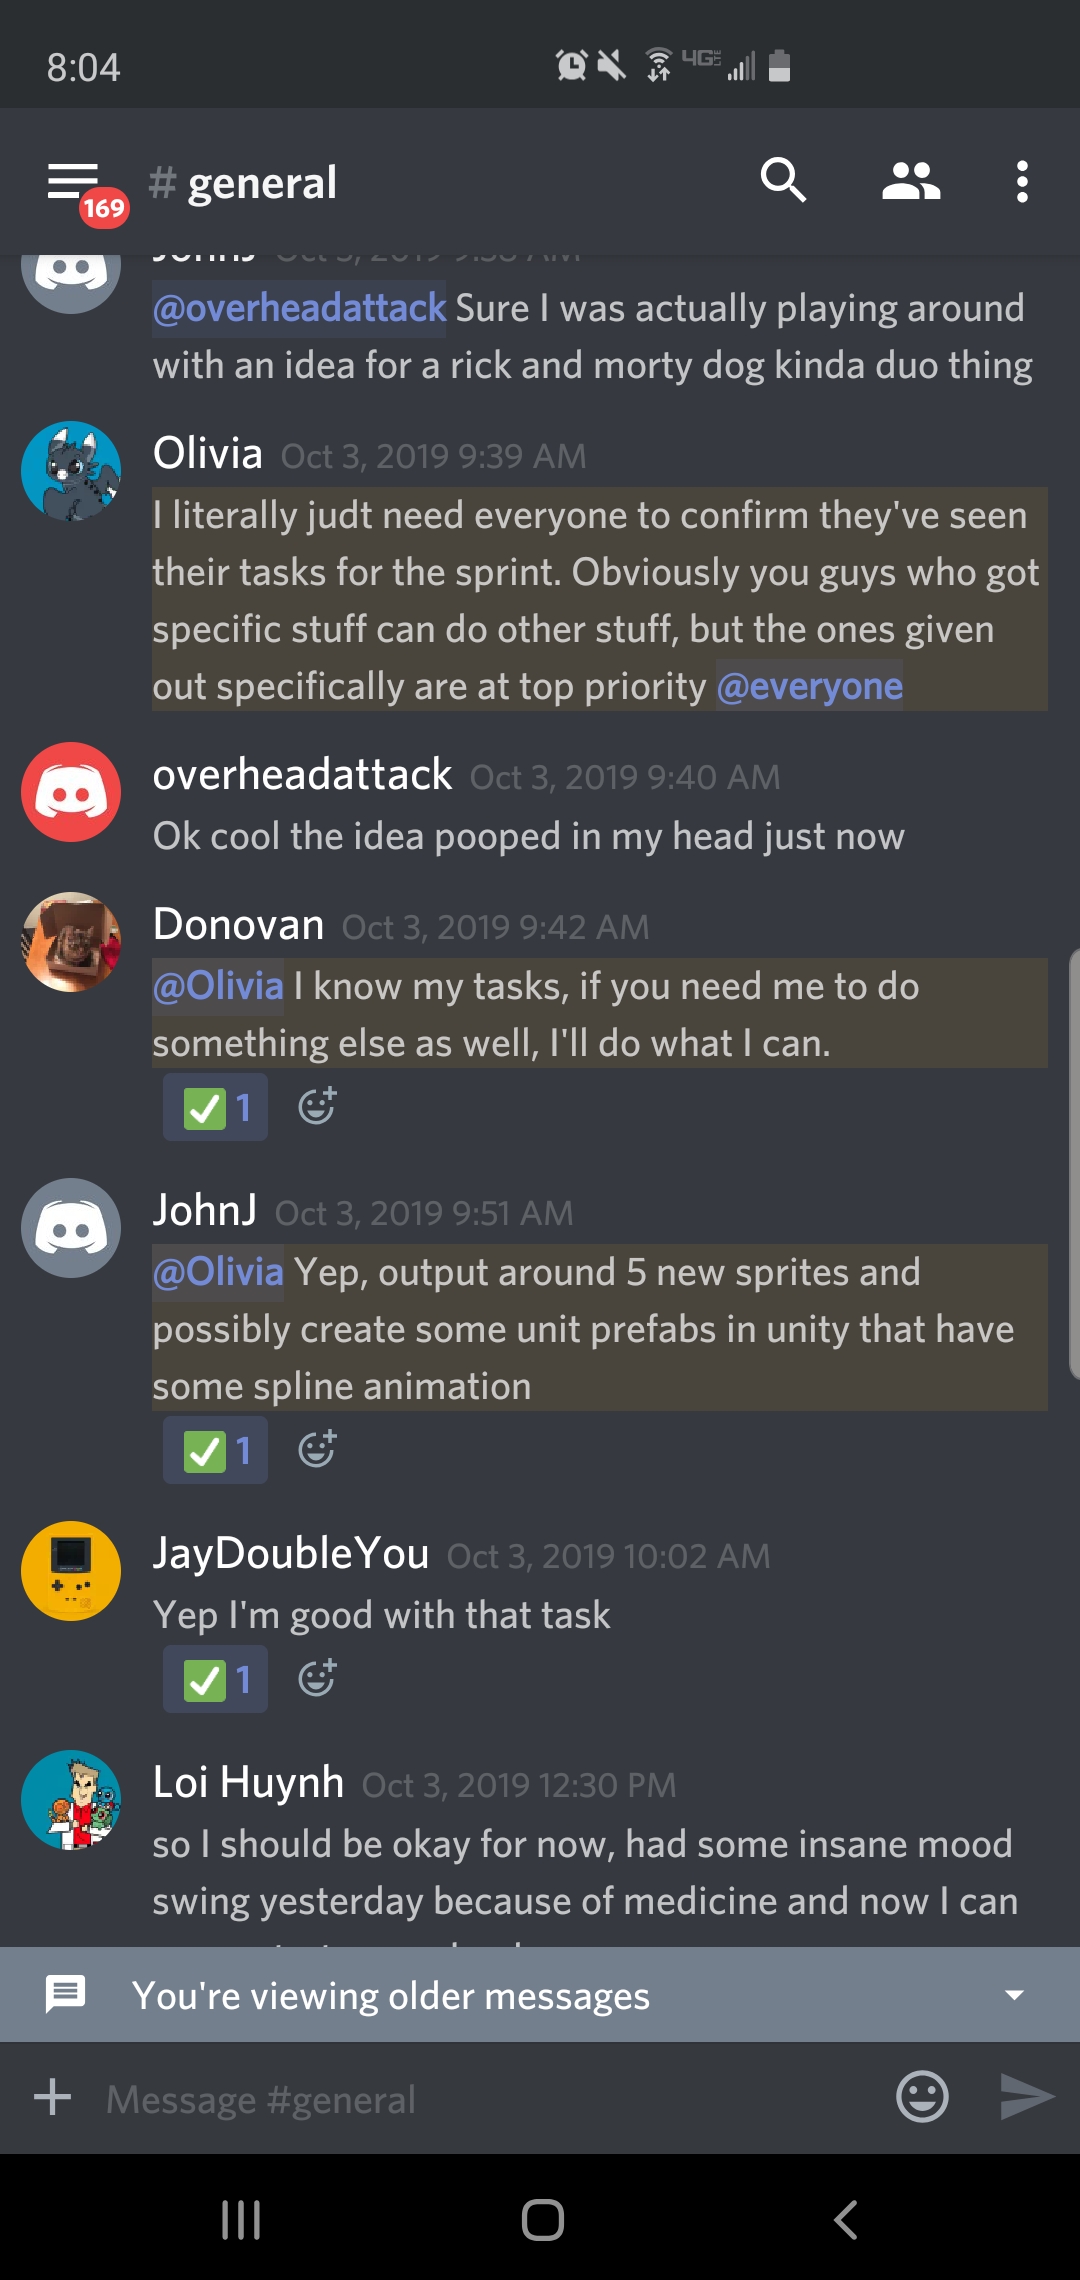 8:04
4G LTE
# general
169
JohnJ Oct 3, 2019 9:38 AM
@overheadattack Sure I was actually playing around
with an idea for a rick and morty dog kinda duo thing
Olivia Oct 3, 2019 9:39 AM
I literally judt need everyone to confirm they've seen
their tasks for the sprint. Obviously you guys who got
specific stuff can do other stuff, but the ones given
out specifically are at top priority @everyone
overheadattack Oct 3, 2019 9:40 AM
Ok cool the idea pooped in my head just now
Donovan Oct 3, 2019 9:42 AM
@Olivia I know my tasks, if you need me to do
something else as well, I'll do what I can.
1
JohnJ Oct 3, 2019 9:51 AM
@Olivia Yep, output around 5 new sprites and
possibly create some unit prefabs in unity that have
some spline animation
1
JayDoubleYou Oct 3, 2019 10:02 AM
Yep I'm good with that task
1
Loi Huynh Oct 3, 2019 12:30 PM
so I should be okay for now, had some insane mood
swing yesterday because of medicine and now I can
You're viewing older messages
Message #general